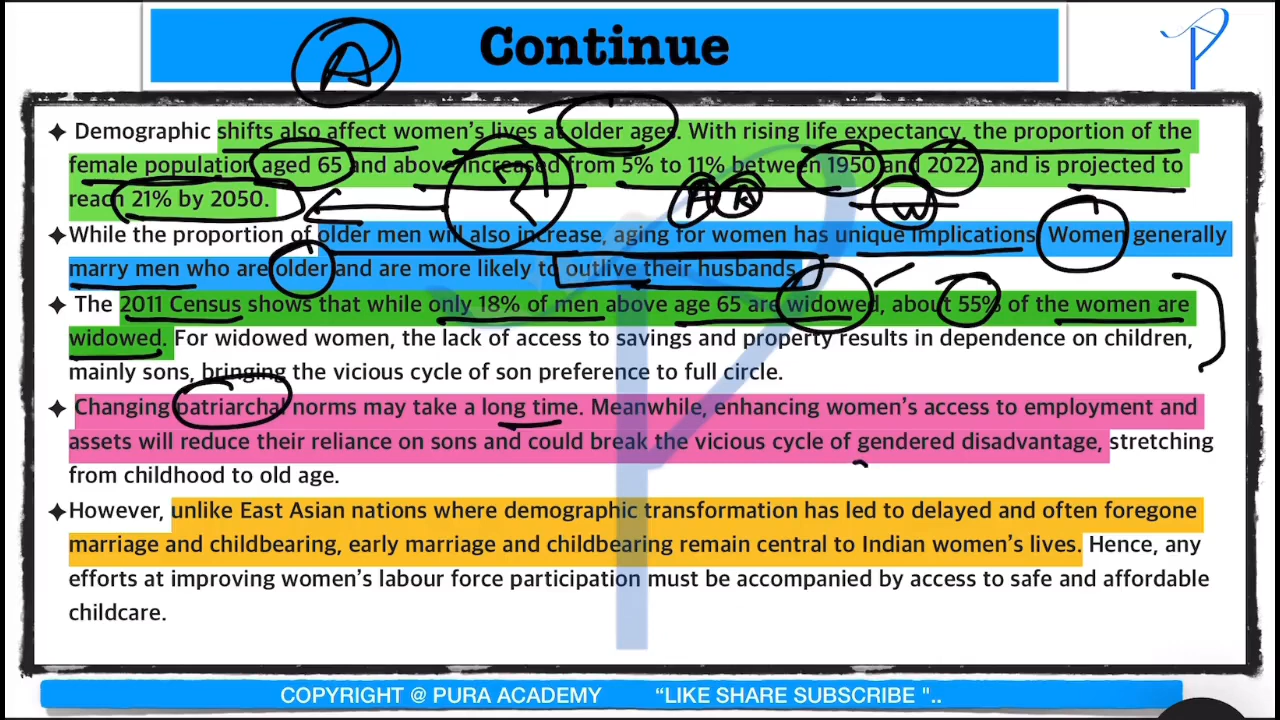 Continue
A
✦ Demographic shifts also affect women's lives at older ages. With rising life expectancy, the proportion of the
female population aged 65 and above increased from 5% to 11% between 1950 and 2022, and is projected to
reach 21% by 2050.
✦While the proportion of older men will also increase, aging for women has unique implications. Women generally
marry men who are older and are more likely to outlive their husbands.
✦ The 2011 Census shows that while only 18% of men above age 65 are widowed, about 55% of the women are
widowed. For widowed women, the lack of access to savings and property results in dependence on children,
mainly sons, bringing the vicious cycle of son preference to full circle.
✦ Changing patriarchal norms may take a long time. Meanwhile, enhancing women's access to employment and
assets will reduce their reliance on sons and could break the vicious cycle of gendered disadvantage, stretching
from childhood to old age.
✦However, unlike East Asian nations where demographic transformation has led to delayed and often foregone
marriage and childbearing, early marriage and childbearing remain central to Indian women's lives. Hence, any
efforts at improving women's labour force participation must be accompanied by access to safe and affordable
childcare.
COPYRIGHT @ PURA ACADEMY "LIKE SHARE SUBSCRIBE "..